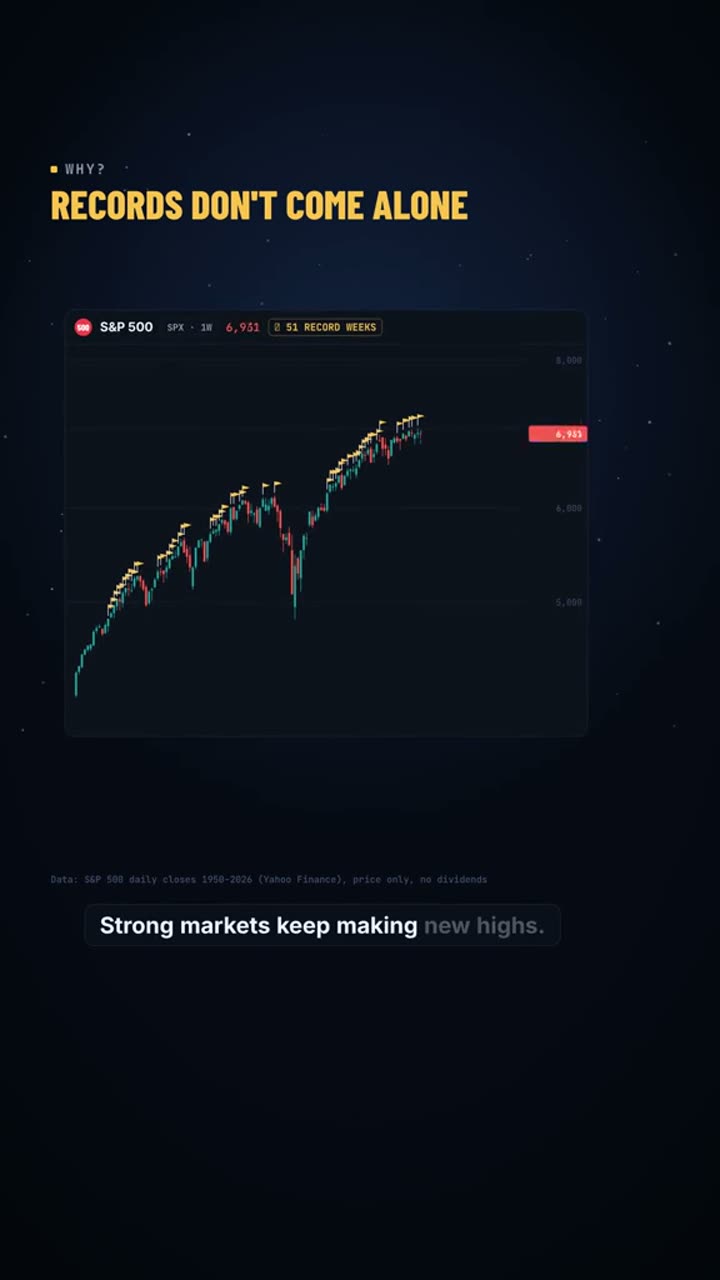 WHY?
RECORDS DON'T COME ALONE
500 S&P 500 SPX · 1W 6,931 51 RECORD WEEKS
8,000
6,931
6,000
5,000
Data: S&P 500 daily closes 1950-2026 (Yahoo Finance), price only, no dividends
Strong markets keep making new highs.